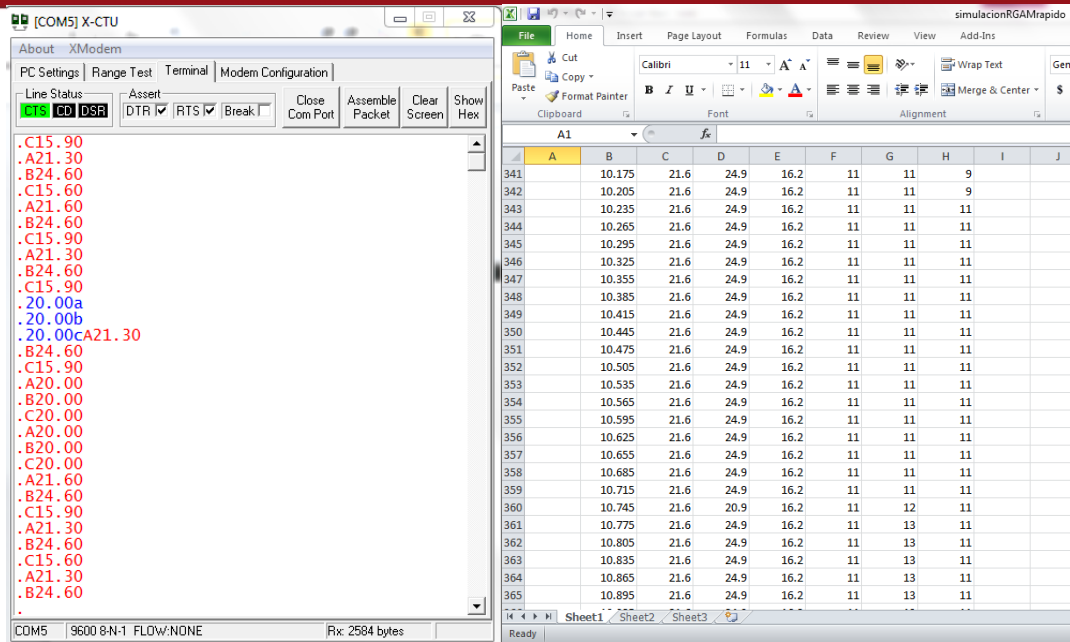 [COM5] X-CTU
About XModem
PC Settings Range Test Terminal Modem Configuration
Line Status
CTS CD DSR
Assert
DTR RTS Break
Close Com Port
Assemble Packet
Clear Screen
Show Hex
.C15.90
.A21.30
.B24.60
.C15.60
.A21.60
.B24.60
.C15.90
.A21.30
.B24.60
.C15.90
.20.00a
.20.00b
.20.00cA21.30
.B24.60
.C15.90
.A20.00
.B20.00
.C20.00
.A20.00
.B20.00
.C20.00
.A21.60
.B24.60
.C15.90
.A21.30
.B24.60
.C15.60
.A21.30
.B24.60
.
COM5 9600 8-N-1 FLOW:NONE Rx: 2584 bytes
simulacionRGAMrapido
File Home Insert Page Layout Formulas Data Review View Add-Ins
Paste
Cut
Copy
Format Painter
Clipboard
Calibri 11 A A
B I U A
Font
Wrap Text
Merge & Center
Alignment
Gen
$
A1 fx
A B C D E F G H I J
341 10.175 21.6 24.9 16.2 11 11 9
342 10.205 21.6 24.9 16.2 11 11 9
343 10.235 21.6 24.9 16.2 11 11 11
344 10.265 21.6 24.9 16.2 11 11 11
345 10.295 21.6 24.9 16.2 11 11 11
346 10.325 21.6 24.9 16.2 11 11 11
347 10.355 21.6 24.9 16.2 11 11 11
348 10.385 21.6 24.9 16.2 11 11 11
349 10.415 21.6 24.9 16.2 11 11 11
350 10.445 21.6 24.9 16.2 11 11 11
351 10.475 21.6 24.9 16.2 11 11 11
352 10.505 21.6 24.9 16.2 11 11 11
353 10.535 21.6 24.9 16.2 11 11 11
354 10.565 21.6 24.9 16.2 11 11 11
355 10.595 21.6 24.9 16.2 11 11 11
356 10.625 21.6 24.9 16.2 11 11 11
357 10.655 21.6 24.9 16.2 11 11 11
358 10.685 21.6 24.9 16.2 11 11 11
359 10.715 21.6 24.9 16.2 11 11 11
360 10.745 21.6 20.9 16.2 11 12 11
361 10.775 21.6 24.9 16.2 11 13 11
362 10.805 21.6 24.9 16.2 11 13 11
363 10.835 21.6 24.9 16.2 11 13 11
364 10.865 21.6 24.9 16.2 11 13 11
365 10.895 21.6 24.9 16.2 11 13 11
Sheet1 Sheet2 Sheet3
Ready